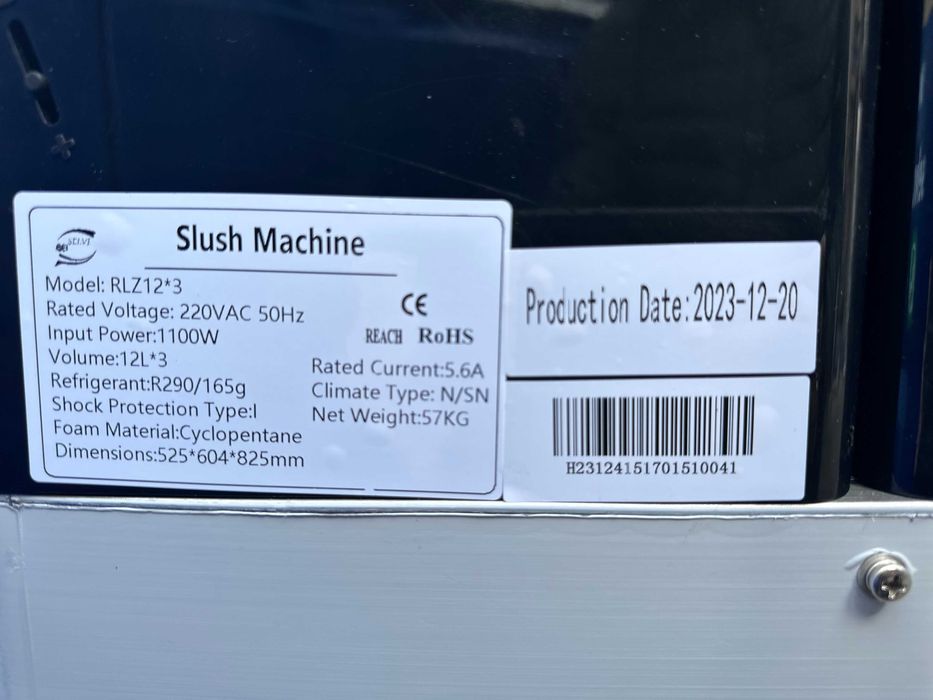 SELVI
Slush Machine
Model: RLZ12*3
Rated Voltage: 220VAC 50Hz
Input Power:1100W
Volume:12L*3
Refrigerant:R290/165g
Shock Protection Type:I
Foam Material:Cyclopentane
Dimensions:525*604*825mm
CE
REACH RoHS
Rated Current:5.6A
Climate Type: N/SN
Net Weight:57KG
Production Date:2023-12-20
H23124151701510041